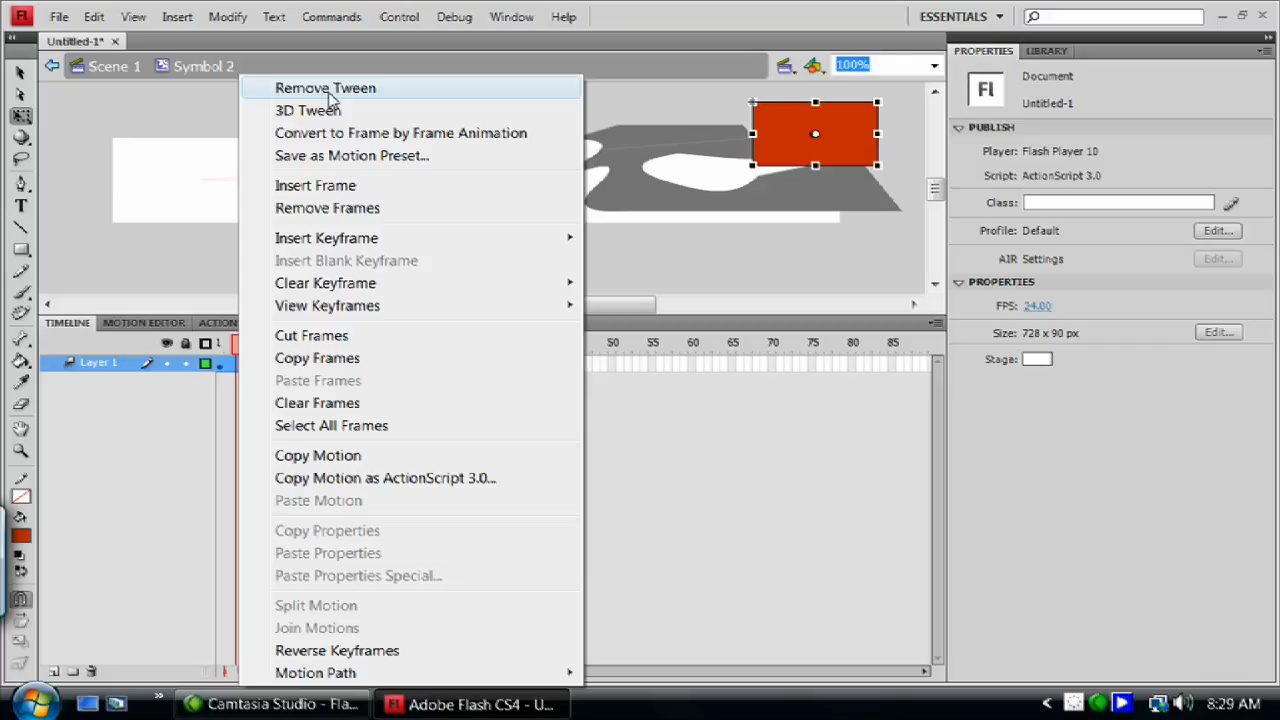 Fl File Edit View Insert Modify Text Commands Control Debug Window Help ESSENTIALS
Untitled-1* PROPERTIES LIBRARY
Scene 1 Symbol 2 100%
Fl Document
Untitled-1
PUBLISH
Player: Flash Player 10
Script: ActionScript 3.0
Class:
Profile: Default Edit...
AIR Settings Edit...
PROPERTIES
FPS: 24.00
Size: 728 x 90 px Edit...
Stage:
Remove Tween
3D Tween
Convert to Frame by Frame Animation
Save as Motion Preset...
Insert Frame
Remove Frames
Insert Keyframe
Insert Blank Keyframe
Clear Keyframe
View Keyframes
Cut Frames
Copy Frames
Paste Frames
Clear Frames
Select All Frames
Copy Motion
Copy Motion as ActionScript 3.0...
Paste Motion
Copy Properties
Paste Properties
Paste Properties Special...
Split Motion
Join Motions
Reverse Keyframes
Motion Path
TIMELINE MOTION EDITOR ACTION
1 50 55 60 65 70 75 80 85
Layer 1
Camtasia Studio - Fla... Fl Adobe Flash CS4 - U... 8:29 AM